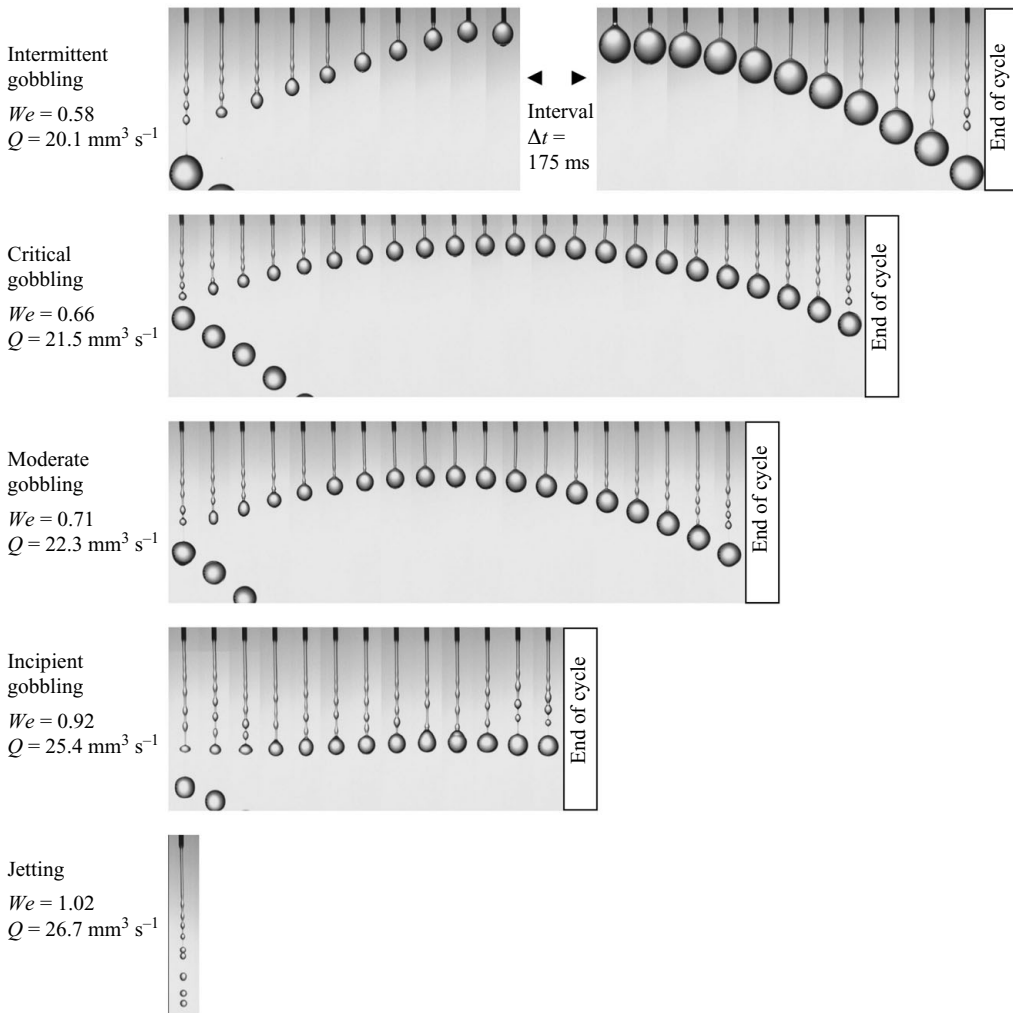 Intermittent
gobbling
We = 0.58
Q = 20.1 mm³ s⁻¹
Interval
Δt =
175 ms
End of cycle
Critical
gobbling
We = 0.66
Q = 21.5 mm³ s⁻¹
End of cycle
Moderate
gobbling
We = 0.71
Q = 22.3 mm³ s⁻¹
End of cycle
Incipient
gobbling
We = 0.92
Q = 25.4 mm³ s⁻¹
End of cycle
Jetting
We = 1.02
Q = 26.7 mm³ s⁻¹